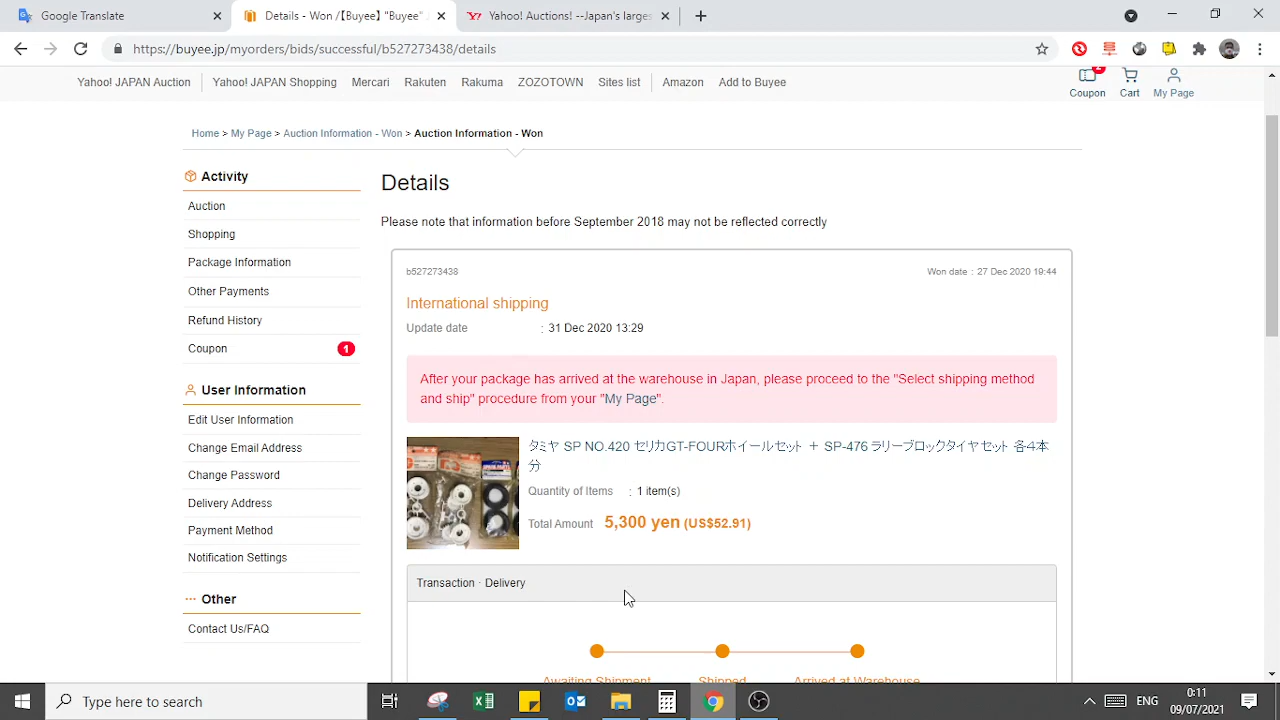 Google Translate
Details - Won /【Buyee】 "Buyee"
Yahoo! Auctions! --Japan's larges
https://buyee.jp/myorders/bids/successful/b527273438/details
Yahoo! JAPAN Auction
Yahoo! JAPAN Shopping
Mercari
Rakuten
Rakuma
ZOZOTOWN
Sites list
Amazon
Add to Buyee
Coupon
Cart
My Page
Home > My Page > Auction Information - Won > Auction Information - Won
Activity
Auction
Shopping
Package Information
Other Payments
Refund History
Coupon
1
User Information
Edit User Information
Change Email Address
Change Password
Delivery Address
Payment Method
Notification Settings
Other
Contact Us/FAQ
Details
Please note that information before September 2018 may not be reflected correctly
b527273438
Won date : 27 Dec 2020 19:44
International shipping
Update date : 31 Dec 2020 13:29
After your package has arrived at the warehouse in Japan, please proceed to the "Select shipping method
and ship" procedure from your "My Page".
タミヤ SP NO.420 セリカGT-FOURホイールセット ＋ SP-476 ラリーブロックタイヤセット 各4本
分
Quantity of Items : 1 item(s)
Total Amount 5,300 yen (US$52.91)
Transaction · Delivery
Awaiting Shipment
Shipped
Arrived at Warehouse
Type here to search
ENG
0:11
09/07/2021